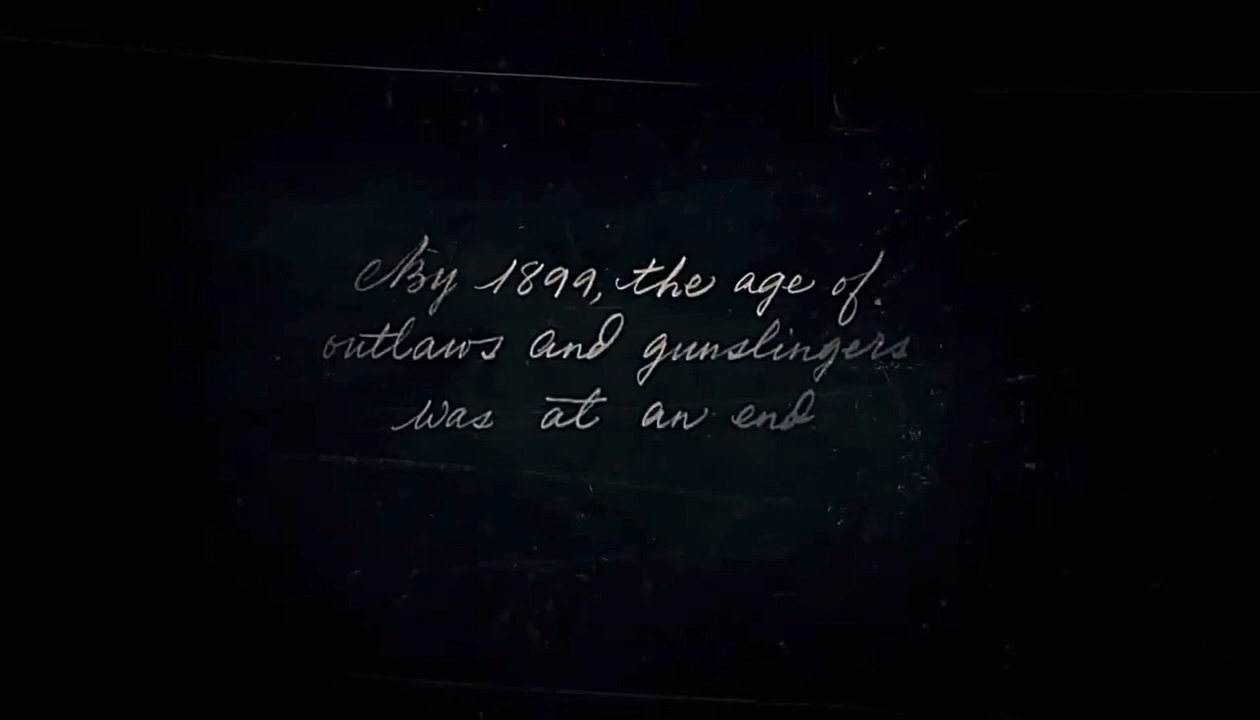 By 1899, the age of
outlaws and gunslingers
was at an end